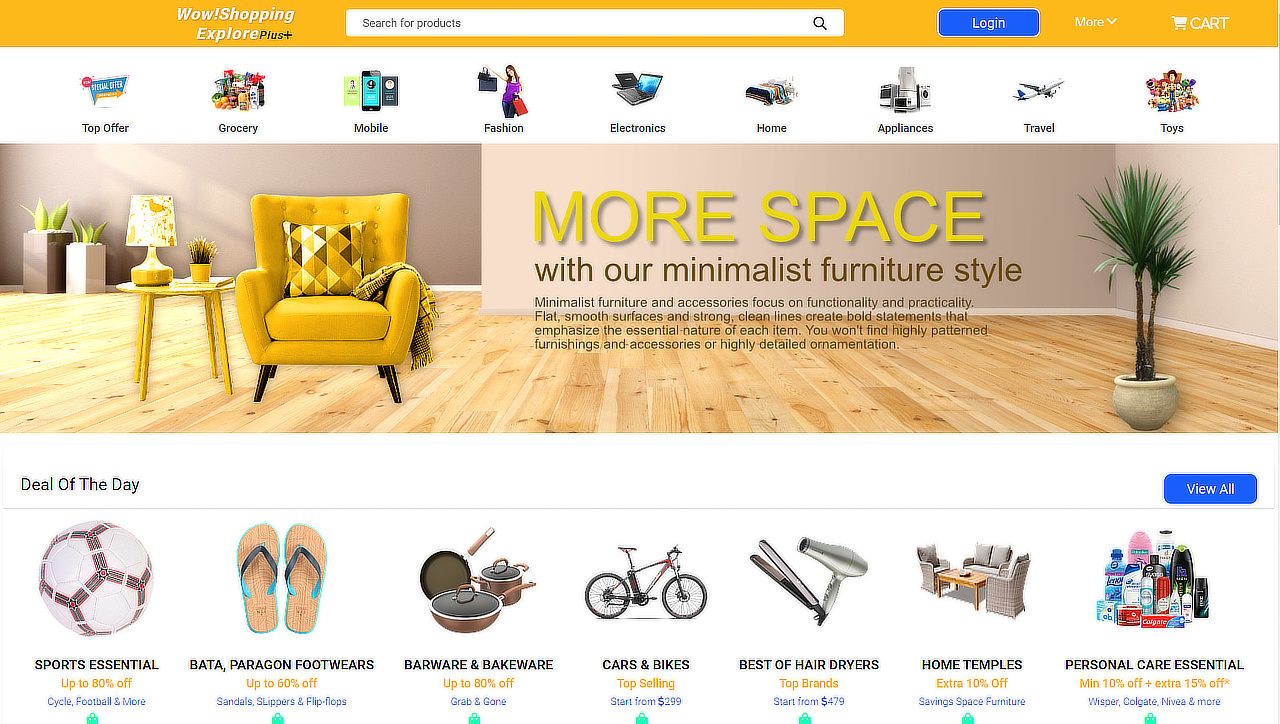 Wow!Shopping
ExplorePlus+
Search for products
Login
More
CART
SPECIAL OFFER
Top Offer
Grocery
Mobile
Fashion
Electronics
Home
Appliances
Travel
Toys
MORE SPACE
with our minimalist furniture style
Minimalist furniture and accessories focus on functionality and practicality.
Flat, smooth surfaces and strong, clean lines create bold statements that
emphasize the essential nature of each item. You won't find highly patterned
furnishings and accessories or highly detailed ornamentation.
Deal Of The Day
View All
Colgate
SPORTS ESSENTIAL
Up to 80% off
Cycle, Football & More
BATA, PARAGON FOOTWEARS
Up to 60% off
Sandals, SLippers & Flip-flops
BARWARE & BAKEWARE
Up to 80% off
Grab & Gone
CARS & BIKES
Top Selling
Start from $299
BEST OF HAIR DRYERS
Top Brands
Start from $479
HOME TEMPLES
Extra 10% Off
Savings Space Furniture
PERSONAL CARE ESSENTIAL
Min 10% off + extra 15% off*
Wisper, Colgate, Nivea & more